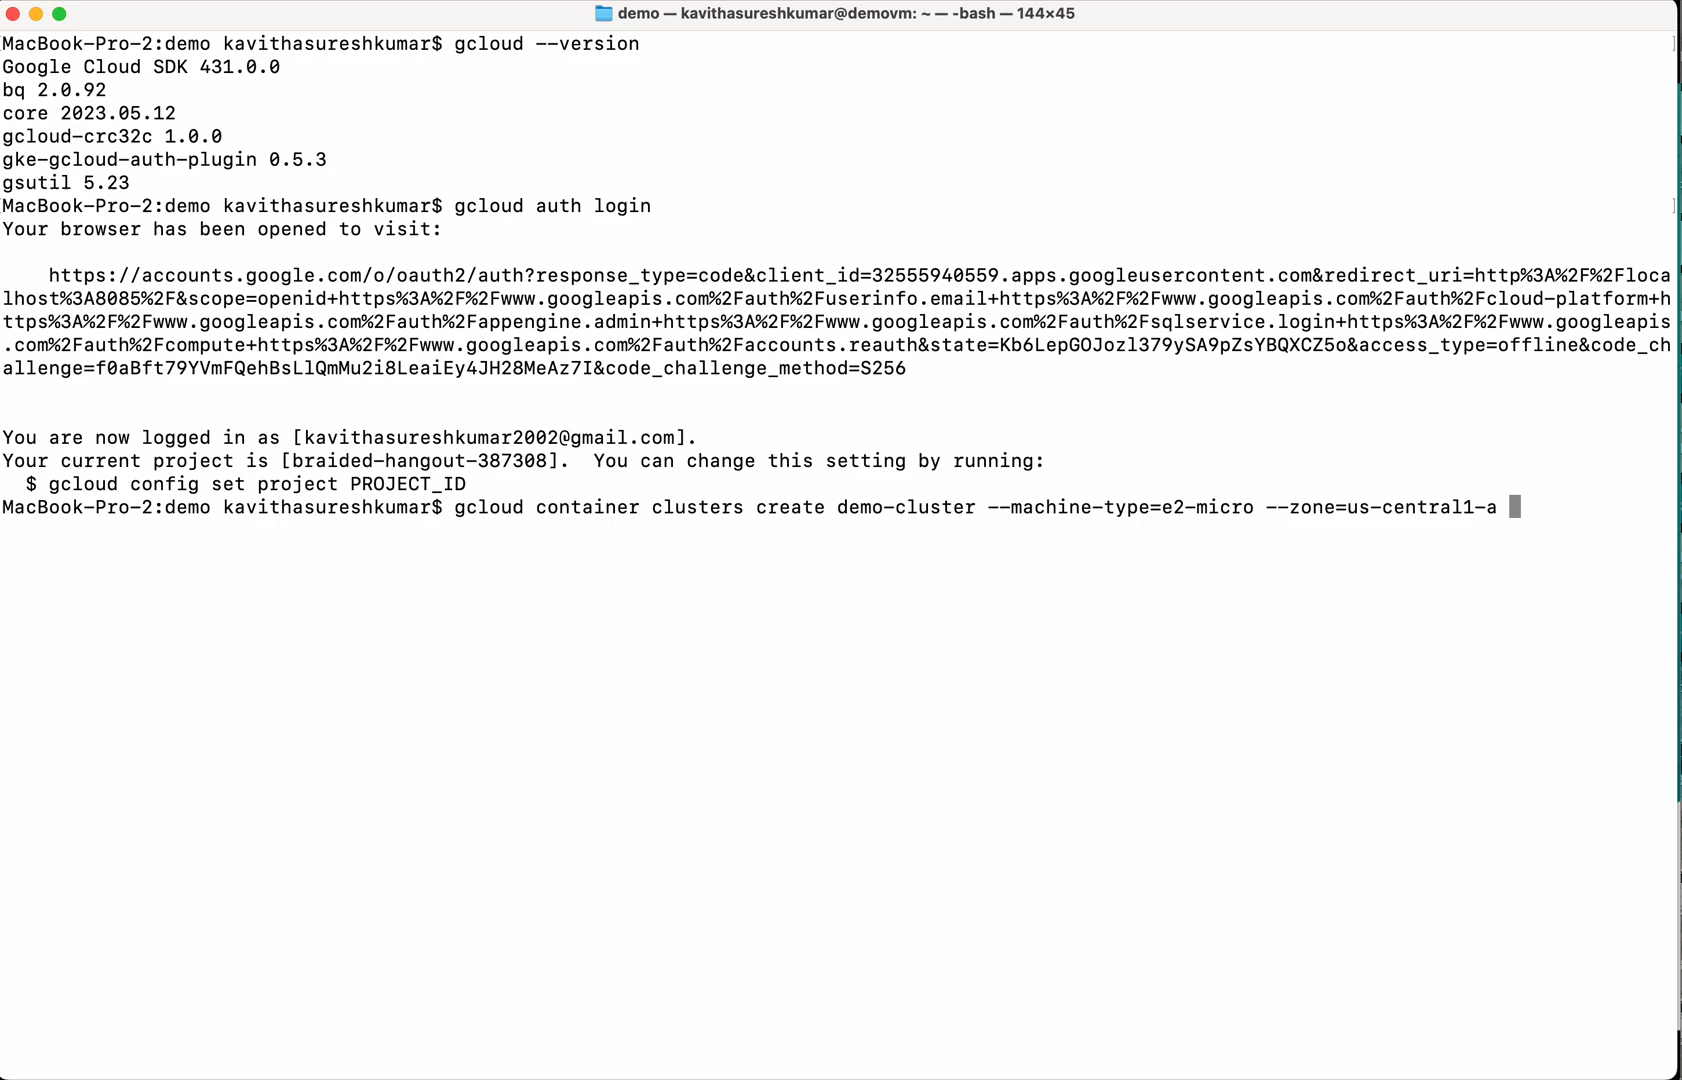 demo — kavithasureshkumar@demovm: ~ — -bash — 144×45
MacBook-Pro-2:demo kavithasureshkumar$ gcloud --version
Google Cloud SDK 431.0.0
bq 2.0.92
core 2023.05.12
gcloud-crc32c 1.0.0
gke-gcloud-auth-plugin 0.5.3
gsutil 5.23
MacBook-Pro-2:demo kavithasureshkumar$ gcloud auth login
Your browser has been opened to visit:
https://accounts.google.com/o/oauth2/auth?response_type=code&client_id=32555940559.apps.googleusercontent.com&redirect_uri=http%3A%2F%2Floca
lhost%3A8085%2F&scope=openid+https%3A%2F%2Fwww.googleapis.com%2Fauth%2Fuserinfo.email+https%3A%2F%2Fwww.googleapis.com%2Fauth%2Fcloud-platform+h
ttps%3A%2F%2Fwww.googleapis.com%2Fauth%2Fappengine.admin+https%3A%2F%2Fwww.googleapis.com%2Fauth%2Fsqlservice.login+https%3A%2F%2Fwww.googleapis
.com%2Fauth%2Fcompute+https%3A%2F%2Fwww.googleapis.com%2Fauth%2Faccounts.reauth&state=Kb6LepGOJozl379ySA9pZsYBQXCZ5o&access_type=offline&code_ch
allenge=f0aBft79YVmFQehBsLlQmMu2i8LeaiEy4JH28MeAz7I&code_challenge_method=S256
You are now logged in as [kavithasureshkumar2002@gmail.com].
Your current project is [braided-hangout-387308].  You can change this setting by running:
$ gcloud config set project PROJECT_ID
MacBook-Pro-2:demo kavithasureshkumar$ gcloud container clusters create demo-cluster --machine-type=e2-micro --zone=us-central1-a